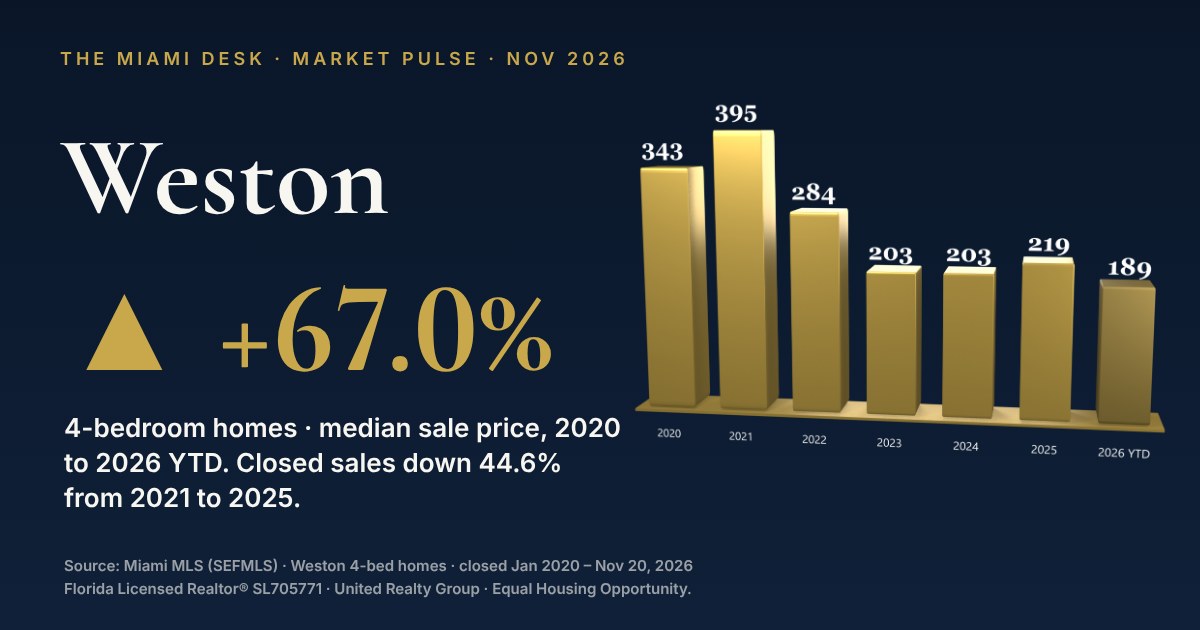 THE MIAMI DESK · MARKET PULSE · NOV 2026
Weston
▲ +67.0%
4-bedroom homes · median sale price, 2020
to 2026 YTD. Closed sales down 44.6%
from 2021 to 2025.
343
395
284
203
203
219
189
2020
2021
2022
2023
2024
2025
2026 YTD
Source: Miami MLS (SEFMLS) · Weston 4-bed homes · closed Jan 2020 – Nov 20, 2026
Florida Licensed Realtor® SL705771 · United Realty Group · Equal Housing Opportunity.